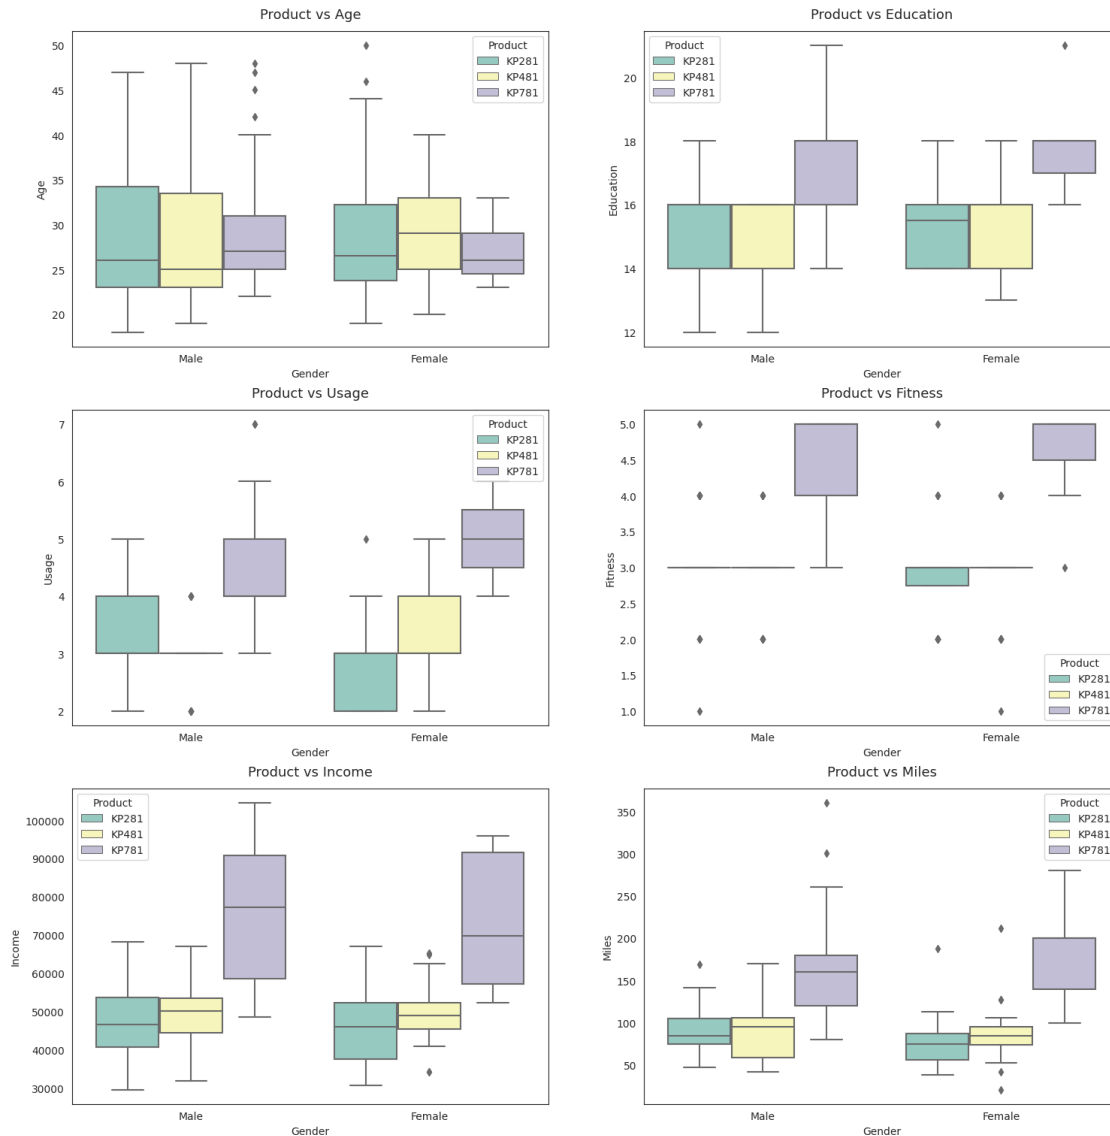 Product vs Age
Product
KP281
KP481
KP781
50
45
40
35
30
25
20
Age
Male
Female
Gender
Product vs Education
Product
KP281
KP481
KP781
20
18
16
14
12
Education
Male
Female
Gender
Product vs Usage
Product
KP281
KP481
KP781
7
6
5
4
3
2
Usage
Male
Female
Gender
Product vs Fitness
5.0
4.5
4.0
3.5
3.0
2.5
2.0
1.5
1.0
Fitness
Product
KP281
KP481
KP781
Male
Female
Gender
Product vs Income
Product
KP281
KP481
KP781
100000
90000
80000
70000
60000
50000
40000
30000
Income
Male
Female
Gender
Product vs Miles
Product
KP281
KP481
KP781
350
300
250
200
150
100
50
Miles
Male
Female
Gender